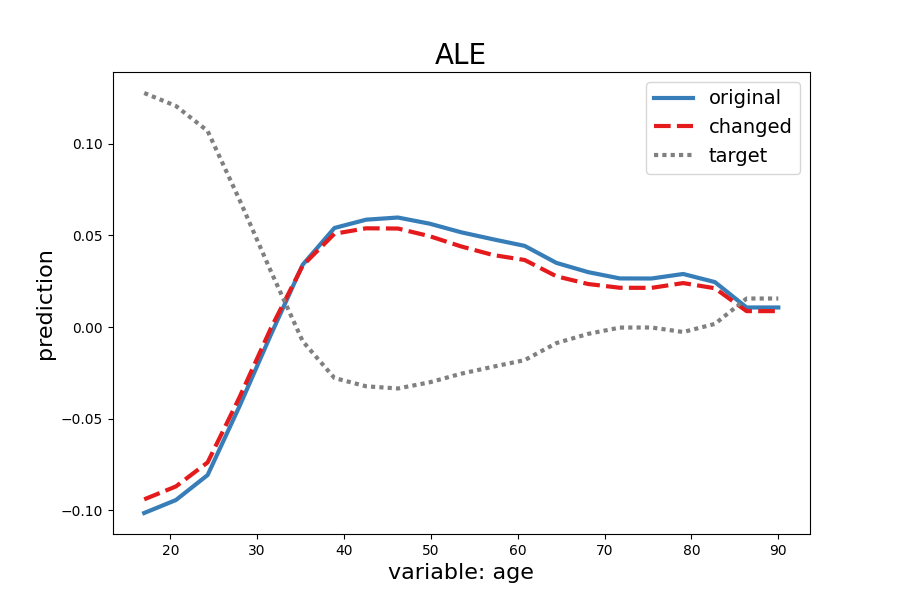 ALE
original
changed
target
prediction
0.10
0.05
0.00
−0.05
−0.10
20 30 40 50 60 70 80 90
variable: age